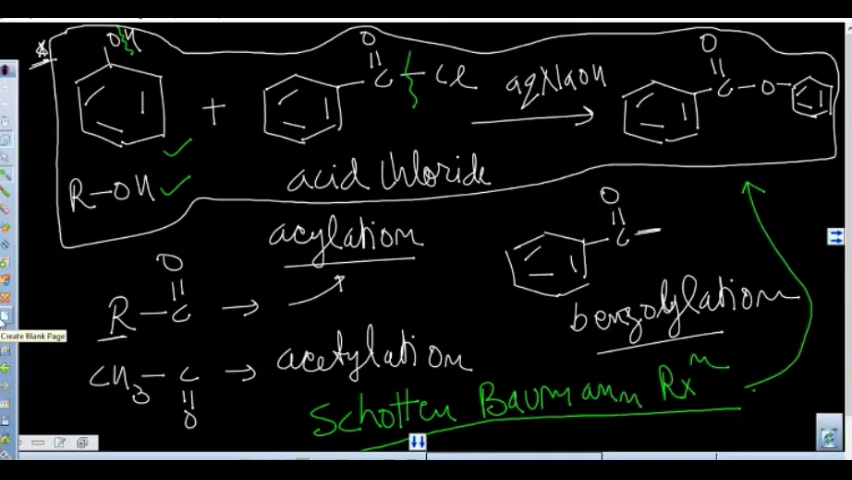 OH
O
C — Cl
+
aq NaOH
O
C — O
R — OH
acid chloride
acylation
O
R — C →
O
C
benzoylation
CH3 — C → acetylation
O
Schotten Baumann Rxn
Create Blank Page